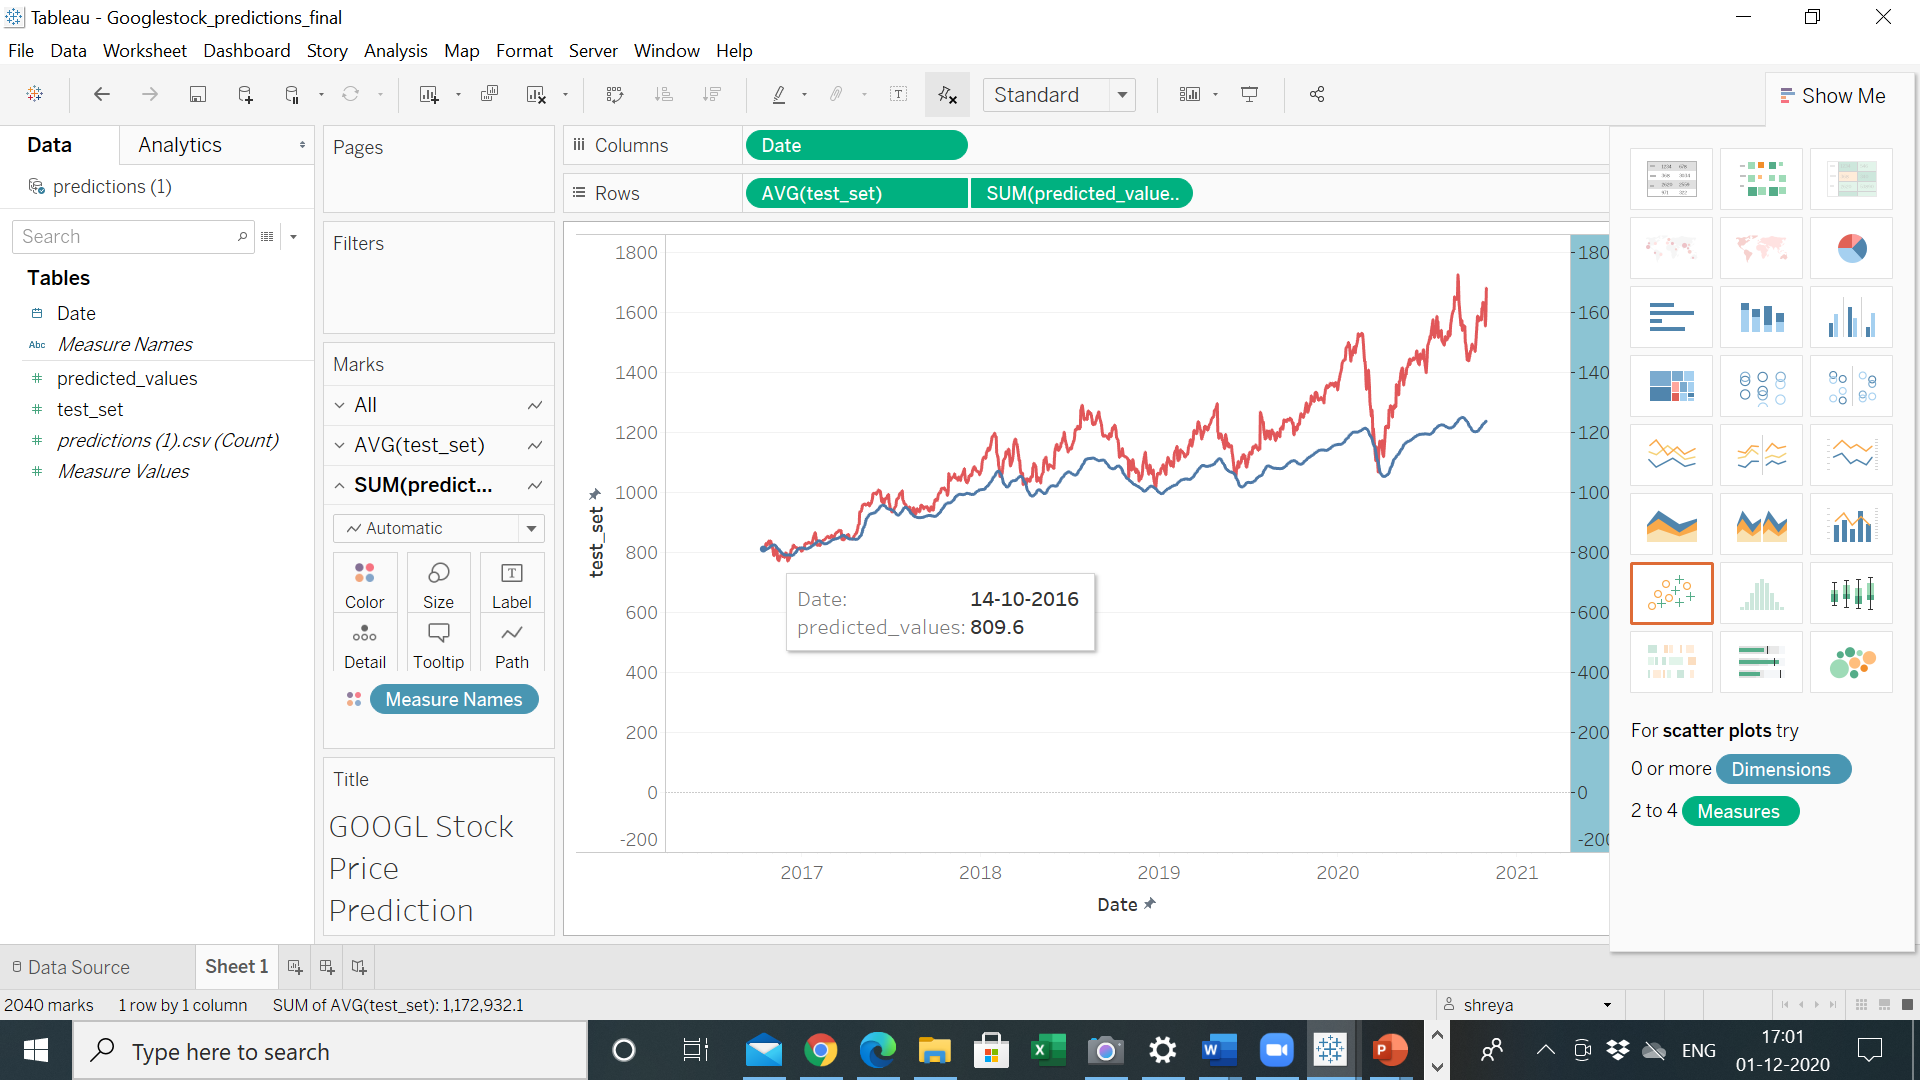 Tableau - Googlestock_predictions_final
File Data Worksheet Dashboard Story Analysis Map Format Server Window Help
Standard
Show Me
Data
Analytics
predictions (1)
Search
Tables
Date
Abc Measure Names
predicted_values
test_set
predictions (1).csv (Count)
Measure Values
Pages
Filters
Marks
All
AVG(test_set)
SUM(predict...
Automatic
Color Size Label
Detail Tooltip Path
Measure Names
Title
GOOGL Stock
Price
Prediction
Columns
Date
Rows
AVG(test_set)
SUM(predicted_value..
1800
1600
1400
1200
1000
800
600
400
200
0
-200
test_set
Date: 14-10-2016
predicted_values: 809.6
180
160
140
120
100
800
600
400
200
0
-200
2017 2018 2019 2020 2021
Date
For scatter plots try
0 or more Dimensions
2 to 4 Measures
Data Source
Sheet 1
2040 marks 1 row by 1 column SUM of AVG(test_set): 1,172,932.1
shreya
Type here to search
ENG
17:01
01-12-2020